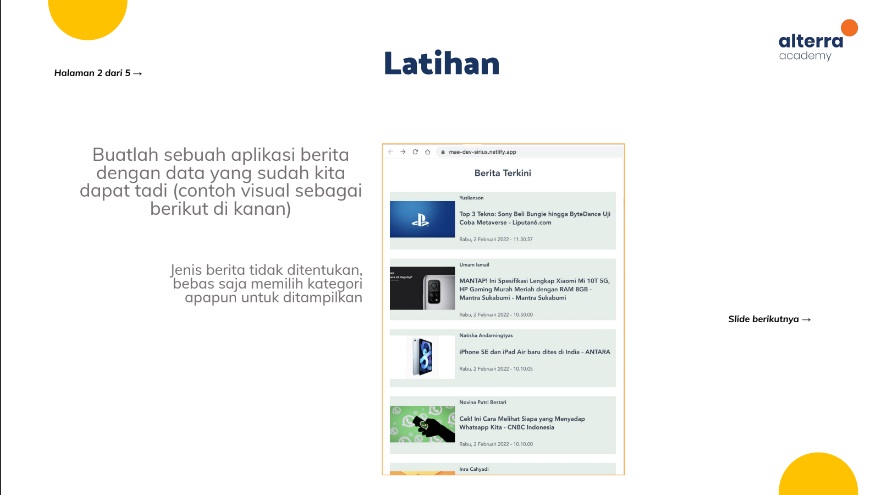 alterra
academy
Latihan
Halaman 2 dari 5 →
Buatlah sebuah aplikasi berita
dengan data yang sudah kita
dapat tadi (contoh visual sebagai
berikut di kanan)
Jenis berita tidak ditentukan,
bebas saja memilih kategori
apapun untuk ditampilkan
mae-dev-sirius.netlify.app
Berita Terkini
Yuslianson
Top 3 Tekno: Sony Beli Bungie hingga ByteDance Uji
Coba Metaverse - Liputan6.com
Rabu, 2 Februari 2022 - 11.30.57
Umam Ismail
MANTAP! Ini Spesifikasi Lengkap Xiaomi Mi 10T 5G,
HP Gaming Murah Meriah dengan RAM 8GB -
Mantra Sukabumi - Mantra Sukabumi
Rabu, 2 Februari 2022 - 10.30.00
Natisha Andarningtyas
iPhone SE dan iPad Air baru dites di India - ANTARA
Rabu, 2 Februari 2022 - 10.10.05
Novina Putri Bestari
Cek! Ini Cara Melihat Siapa yang Menyadap
Whatsapp Kita - CNBC Indonesia
Rabu, 2 Februari 2022 - 10.10.00
Intra Cahyadi
Slide berikutnya →